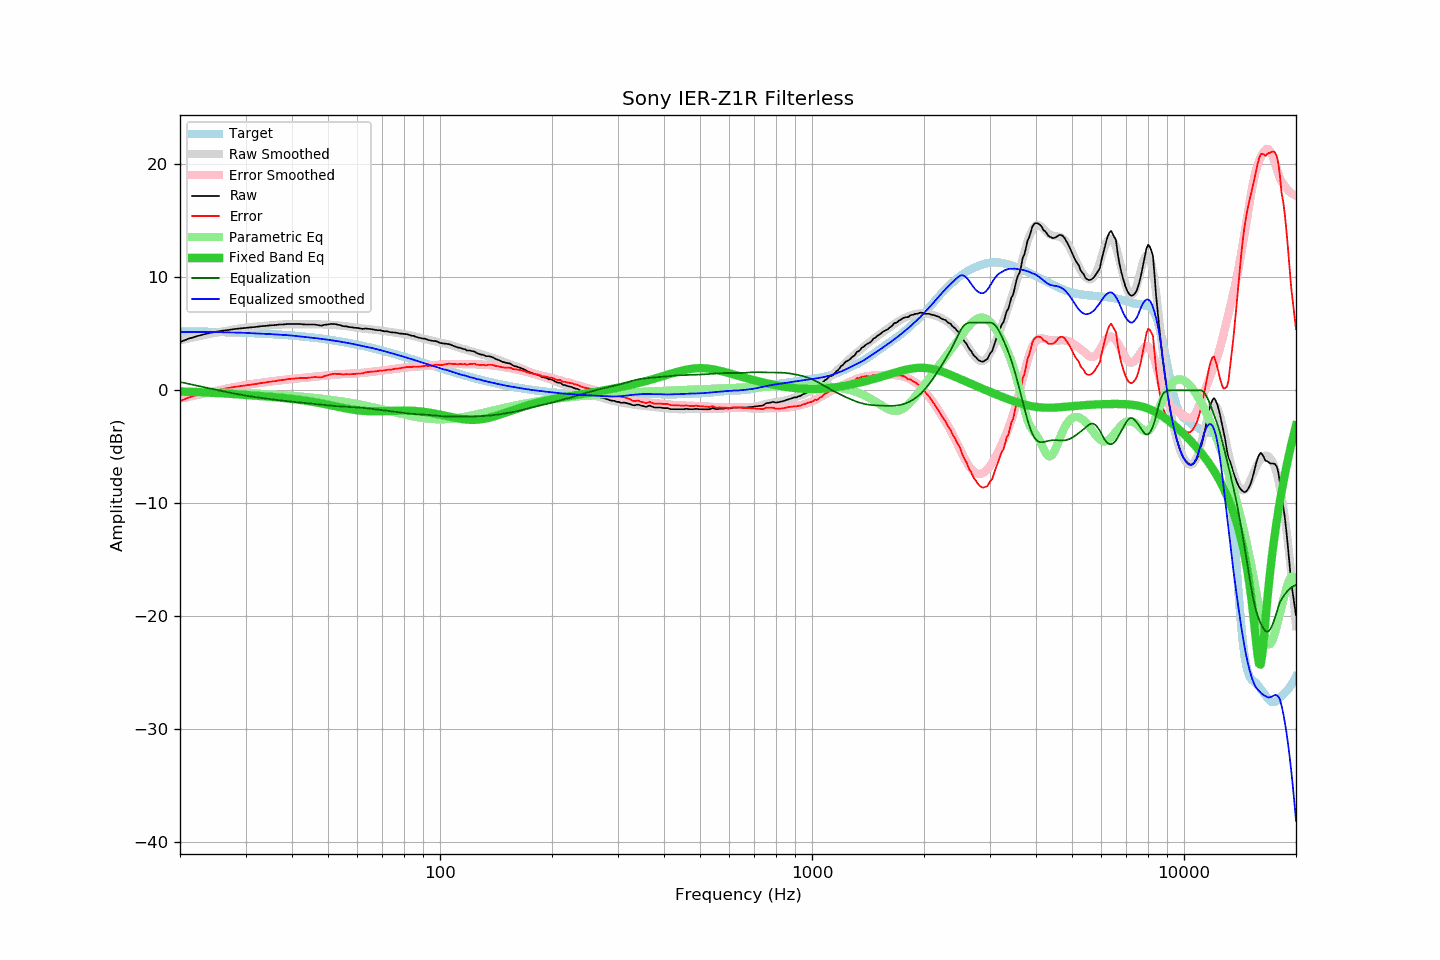 Sony IER-Z1R Filterless
Target
Raw Smoothed
Error Smoothed
Raw
Error
Parametric Eq
Fixed Band Eq
Equalization
Equalized smoothed
20
10
0
−10
−20
−30
−40
Amplitude (dBr)
100
1000
10000
Frequency (Hz)